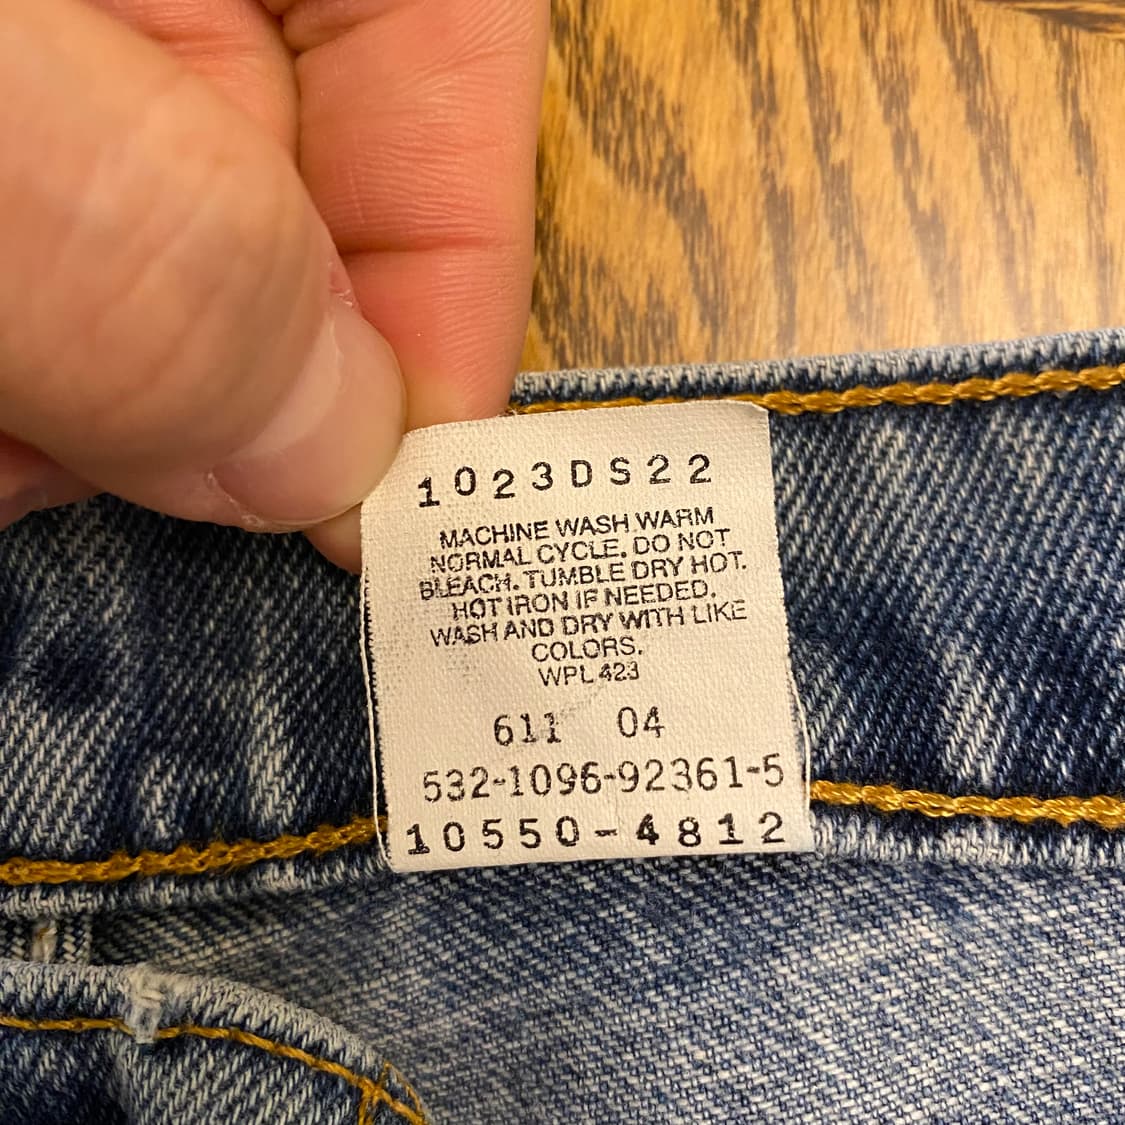 1023DS22
MACHINE WASH WARM
NORMAL CYCLE. DO NOT
BLEACH. TUMBLE DRY HOT.
HOT IRON IF NEEDED.
WASH AND DRY WITH LIKE
COLORS.
WPL 423
611 04
532-1096-92361-5
10550-4812